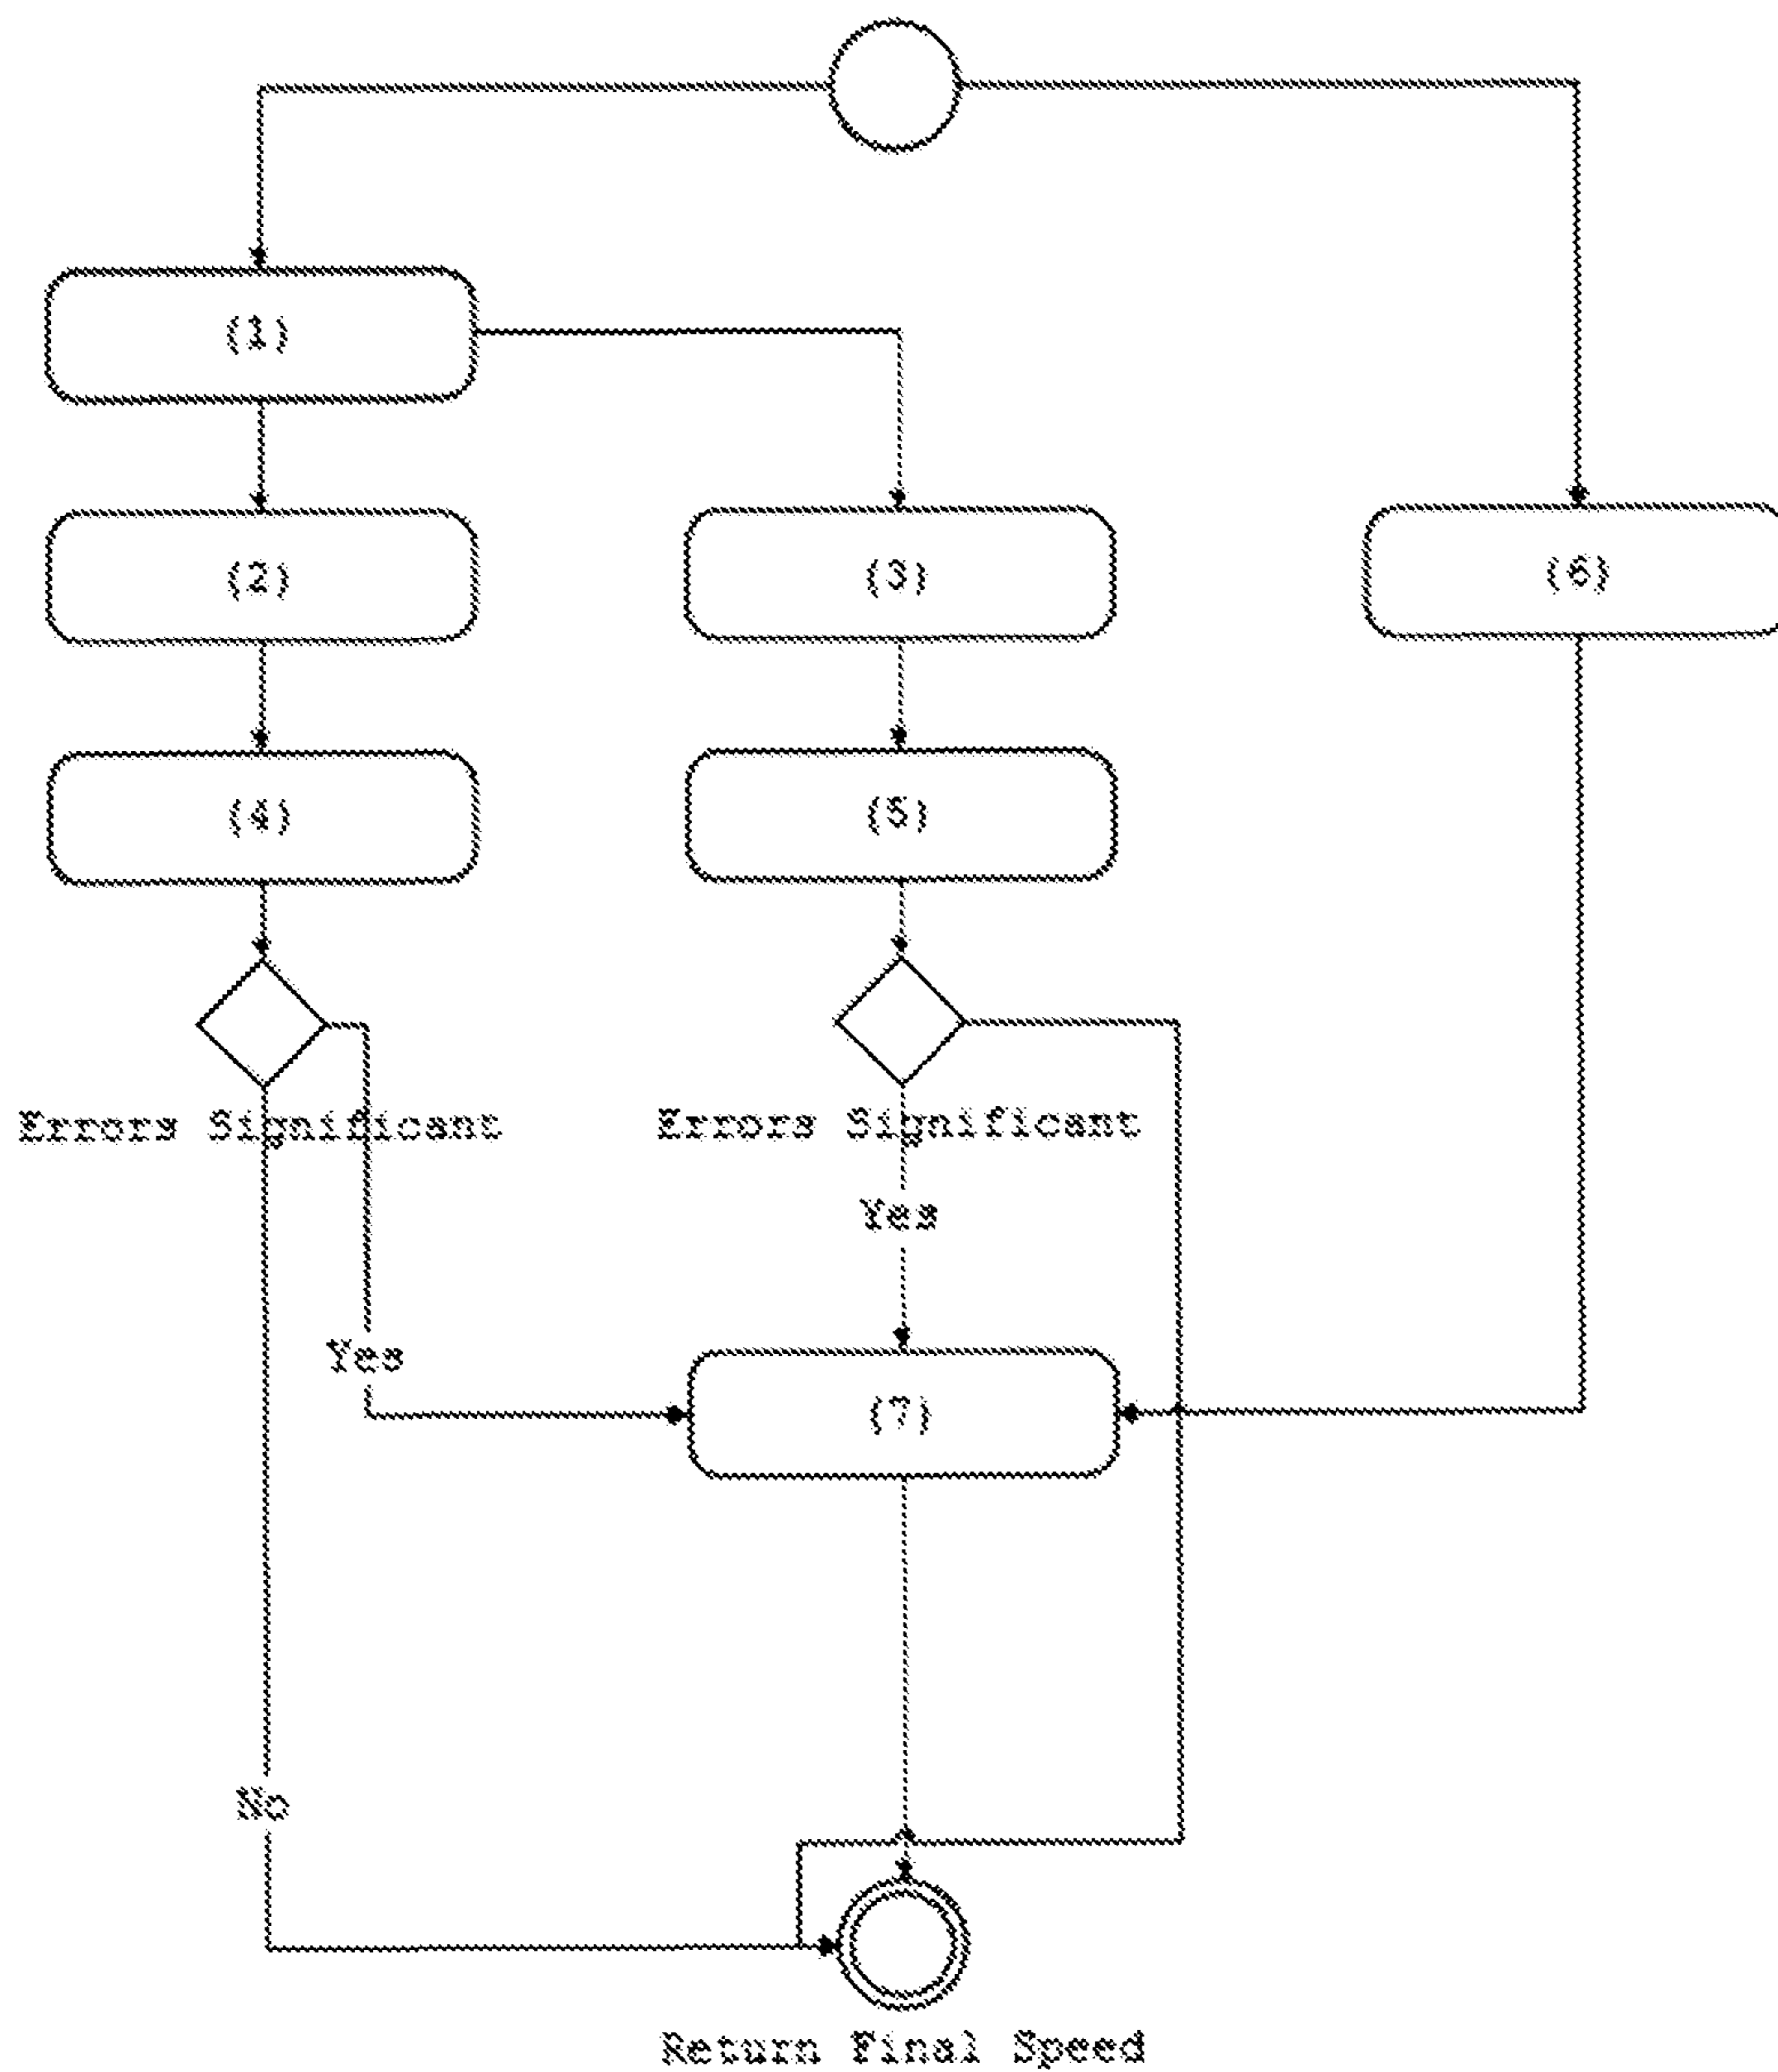 (1)
(2)
(3)
(6)
(4)
(5)
Errors Significant
Errors Significant
Yes
Yes
(7)
No
Return Final Speed